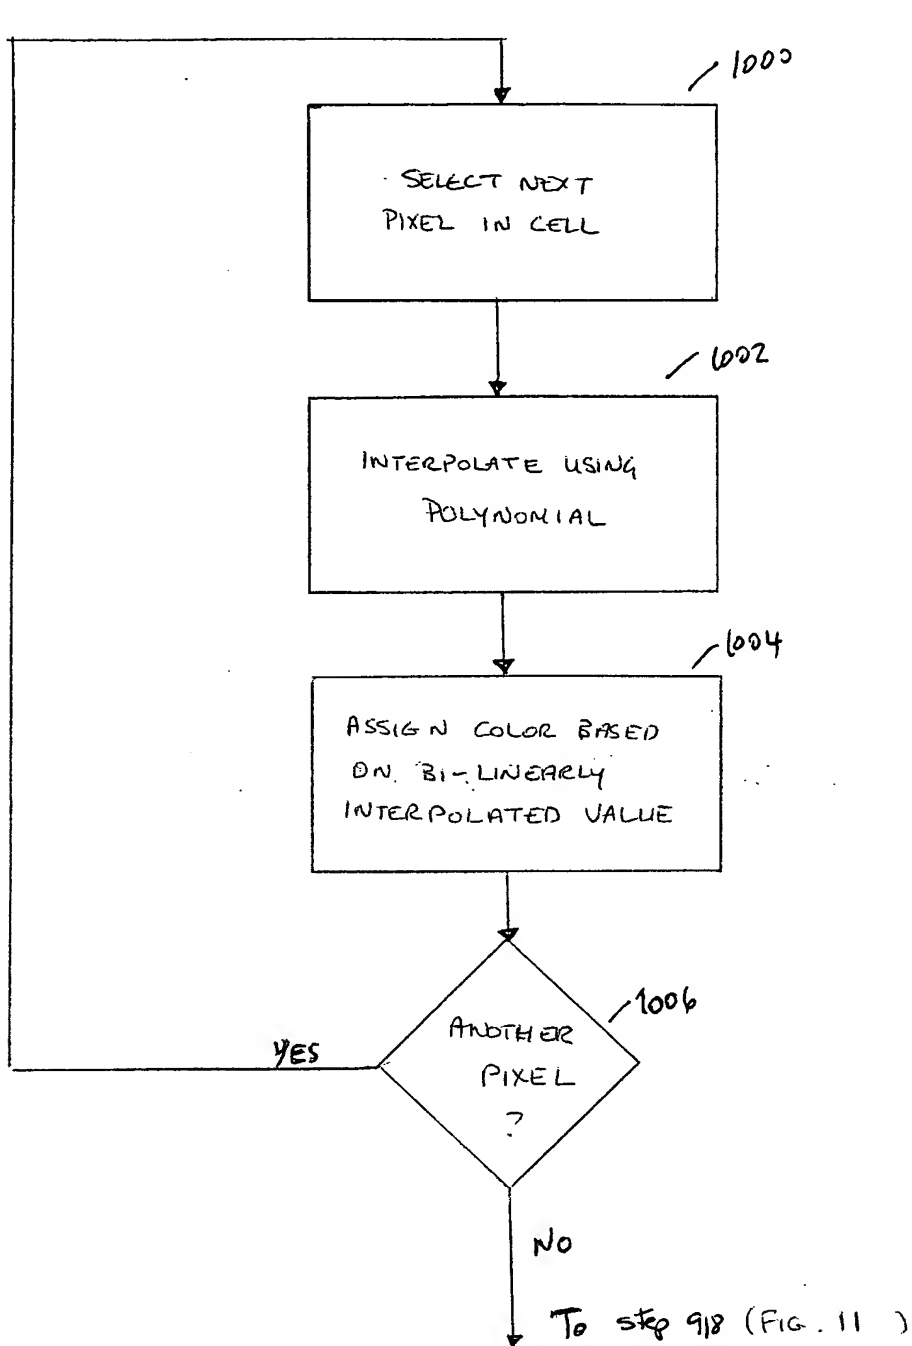 1000
SELECT NEXT
PIXEL IN CELL
1002
INTERPOLATE USING
POLYNOMIAL
1004
ASSIGN COLOR BASED
ON BI-LINEARLY
INTERPOLATED VALUE
1006
ANOTHER
PIXEL
?
YES
NO
To step 918 (FIG. 11 )